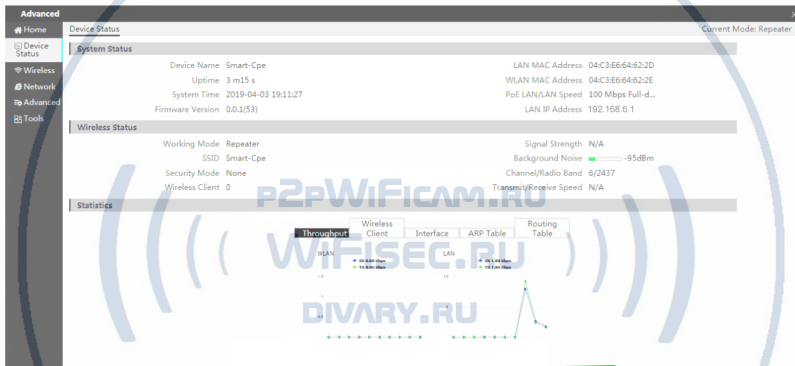 Advanced
Home
Device Status
Wireless
Network
Advanced
Tools
Device Status
Current Mode: Repeater
System Status
Device Name Smart-Cpe
LAN MAC Address 04:C3:E6:64:62:2D
Uptime 3 m15 s
WLAN MAC Address 04:C3:E6:64:62:2E
System Time 2019-04-03 19:11:27
PoE LAN/LAN Speed 100 Mbps Full-d...
Firmware Version 0.0.1(53)
LAN IP Address 192.168.6.1
Wireless Status
Working Mode Repeater
Signal Strength N/A
SSID Smart-Cpe
Background Noise -95dBm
Security Mode None
Channel/Radio Band 6/2437
Wireless Client 0
Transmit/Receive Speed N/A
P2PWIFICAM.RU
Statistics
Throughput
Wireless Client
Interface
ARP Table
Routing Table
WIFISEC.RU
WLAN
LAN
DIVARY.RU